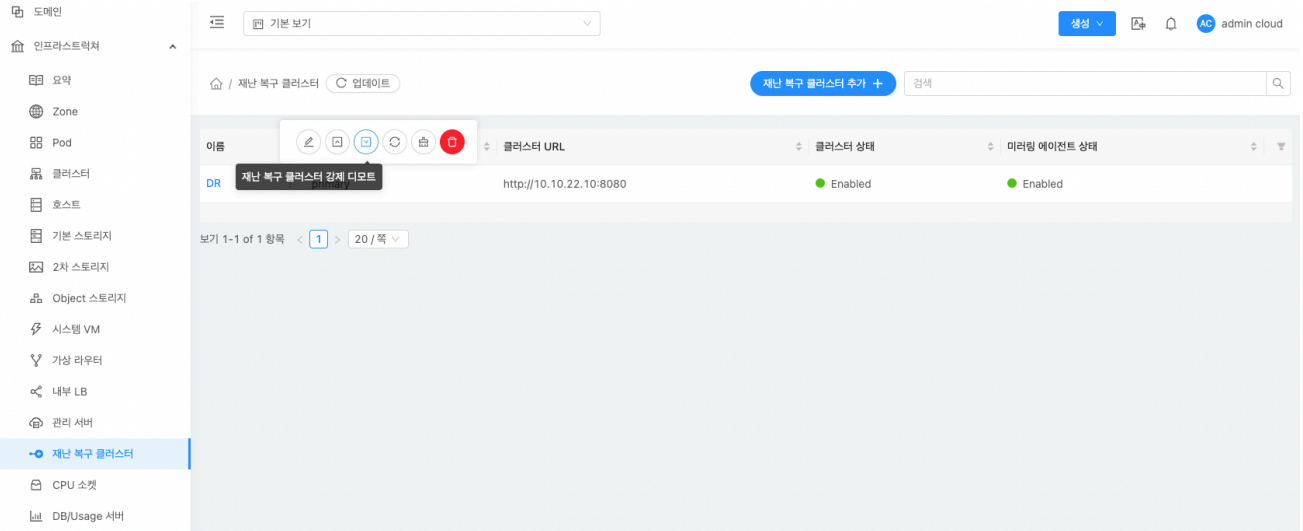 도메인
기본 보기
생성
AC admin cloud
인프라스트럭쳐
요약
Zone
Pod
클러스터
호스트
기본 스토리지
2차 스토리지
Object 스토리지
시스템 VM
가상 라우터
내부 LB
관리 서버
재난 복구 클러스터
CPU 소켓
DB/Usage 서버
/ 재난 복구 클러스터 업데이트
재난 복구 클러스터 추가 +
검색
이름 클러스터 URL 클러스터 상태 미러링 에이전트 상태
재난 복구 클러스터 강제 디모트
DR primary http://10.10.22.10:8080 Enabled Enabled
보기 1-1 of 1 항목 < 1 > 20 / 쪽